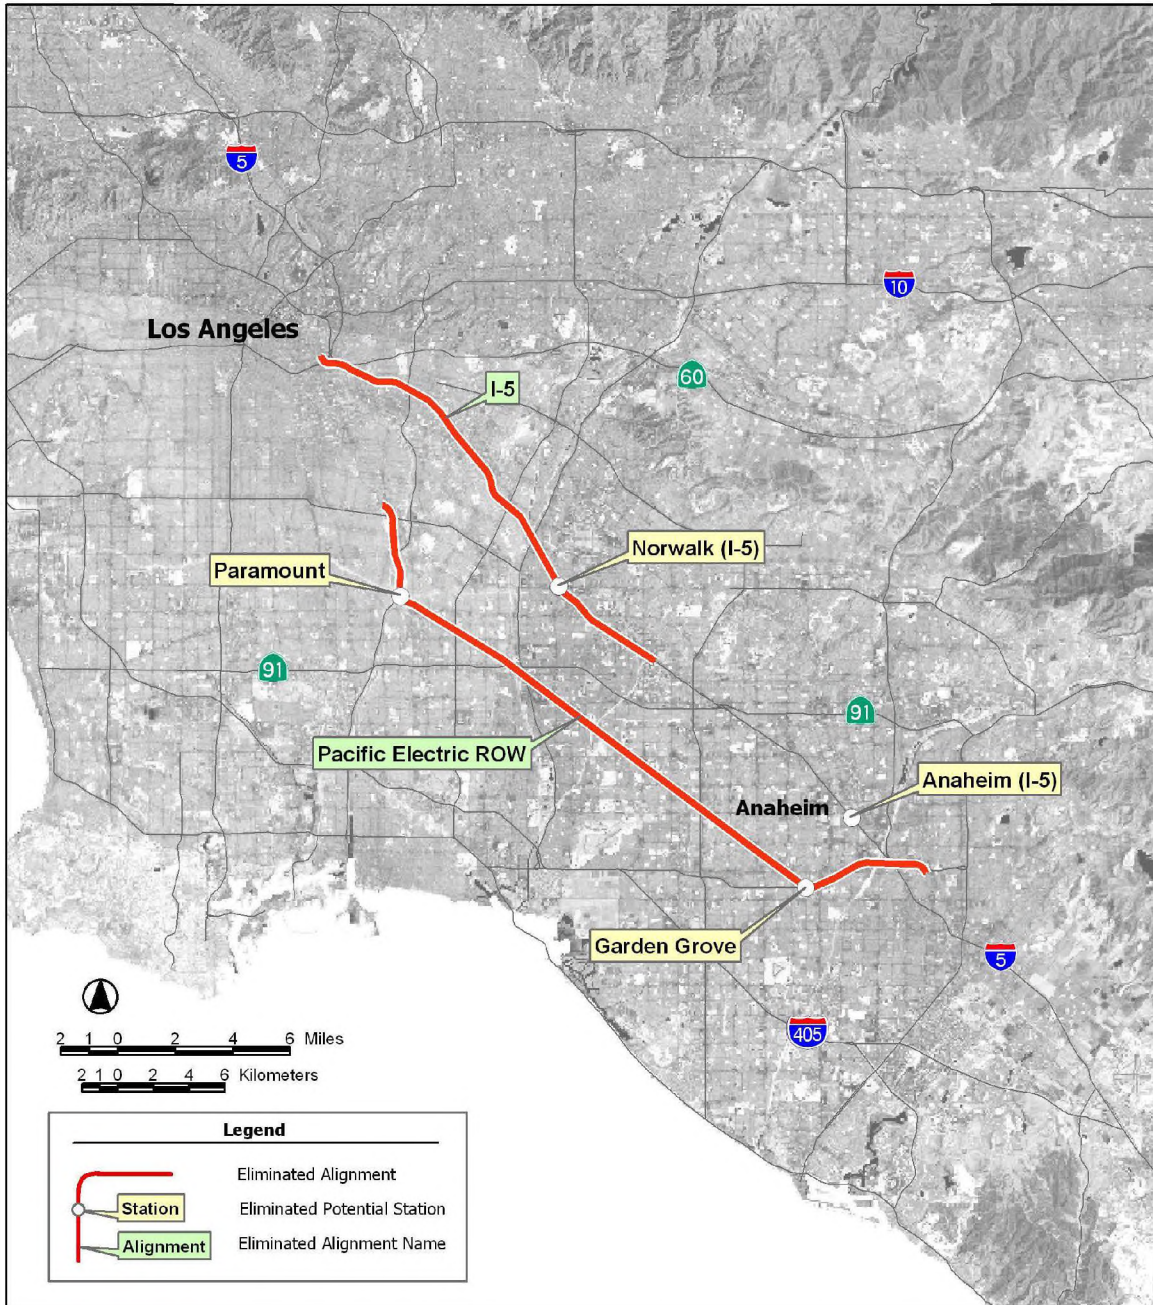 5
10
Los Angeles
60
I-5
Norwalk (I-5)
Paramount
91
91
Pacific Electric ROW
Anaheim (I-5)
Anaheim
Garden Grove
5
405
2 1 0 2 4 6 Miles
2 1 0 2 4 6 Kilometers
Legend
Eliminated Alignment
Station Eliminated Potential Station
Alignment Eliminated Alignment Name